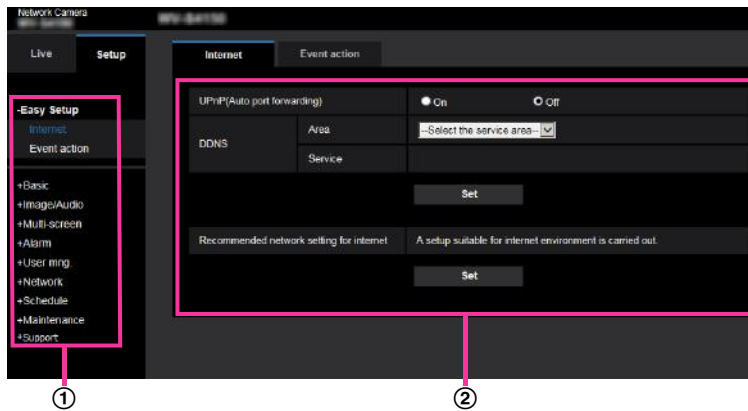 Network Camera
Live Setup
Internet Event action
-Easy Setup
Internet
Event action
+Basic
+Image/Audio
+Multi-screen
+Alarm
+User mng.
+Network
+Schedule
+Maintenance
+Support
UPnP(Auto port forwarding) On Off
DDNS
Area --Select the service area--
Service
Set
Recommended network setting for internet A setup suitable for internet environment is carried out.
Set
① ②